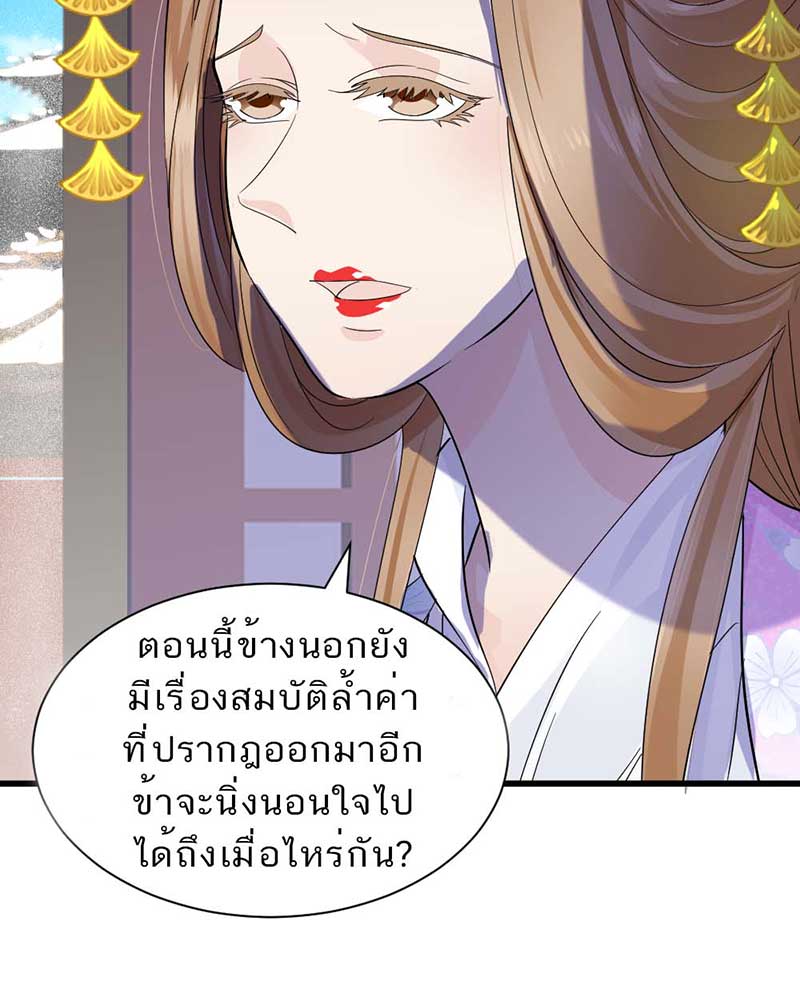 ตอนนี้ข้างนอกยัง
มีเรื่องสมบัติล้ำค่า
ที่ปรากฎออกมาอีก
ข้าจะนิ่งนอนใจไป
ได้ถึงเมื่อไหร่กัน?